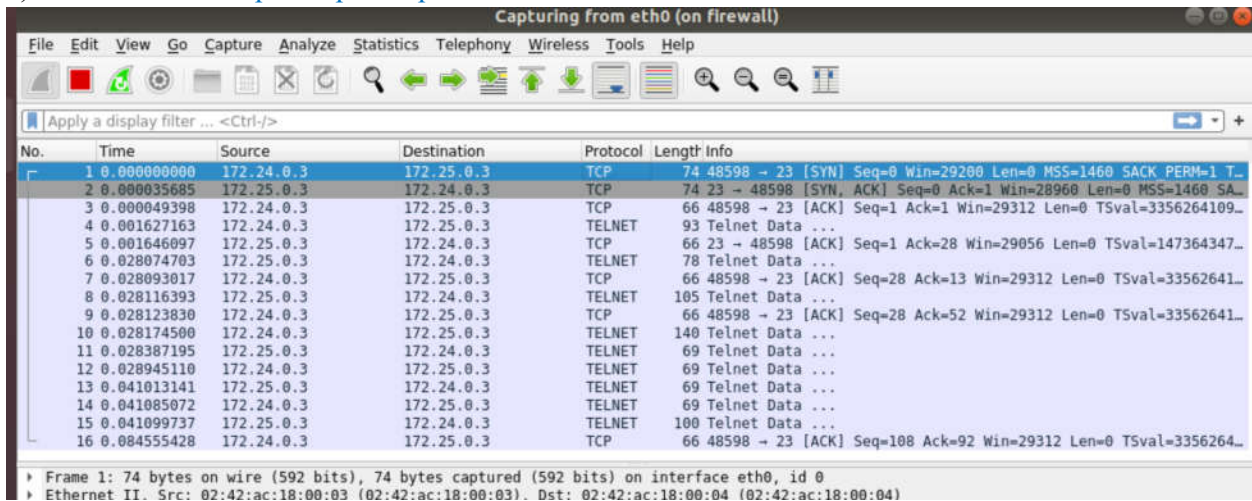 Capturing from eth0 (on firewall)
File Edit View Go Capture Analyze Statistics Telephony Wireless Tools Help
Apply a display filter ... <Ctrl-/>
No. Time Source Destination Protocol Length Info
1 0.000000000 172.24.0.3 172.25.0.3 TCP 74 48598 → 23 [SYN] Seq=0 Win=29200 Len=0 MSS=1460 SACK_PERM=1 T…
2 0.000035685 172.25.0.3 172.24.0.3 TCP 74 23 → 48598 [SYN, ACK] Seq=0 Ack=1 Win=28960 Len=0 MSS=1460 SA…
3 0.000049398 172.24.0.3 172.25.0.3 TCP 66 48598 → 23 [ACK] Seq=1 Ack=1 Win=29312 Len=0 TSval=3356264109…
4 0.001627163 172.24.0.3 172.25.0.3 TELNET 93 Telnet Data ...
5 0.001646097 172.25.0.3 172.24.0.3 TCP 66 23 → 48598 [ACK] Seq=1 Ack=28 Win=29056 Len=0 TSval=147364347…
6 0.028074703 172.25.0.3 172.24.0.3 TELNET 78 Telnet Data ...
7 0.028093017 172.24.0.3 172.25.0.3 TCP 66 48598 → 23 [ACK] Seq=28 Ack=13 Win=29312 Len=0 TSval=33562641…
8 0.028116393 172.25.0.3 172.24.0.3 TELNET 105 Telnet Data ...
9 0.028123830 172.24.0.3 172.25.0.3 TCP 66 48598 → 23 [ACK] Seq=28 Ack=52 Win=29312 Len=0 TSval=33562641…
10 0.028174500 172.24.0.3 172.25.0.3 TELNET 140 Telnet Data ...
11 0.028387195 172.25.0.3 172.24.0.3 TELNET 69 Telnet Data ...
12 0.028945110 172.24.0.3 172.25.0.3 TELNET 69 Telnet Data ...
13 0.041013141 172.25.0.3 172.24.0.3 TELNET 69 Telnet Data ...
14 0.041085072 172.24.0.3 172.25.0.3 TELNET 69 Telnet Data ...
15 0.041099737 172.25.0.3 172.24.0.3 TELNET 100 Telnet Data ...
16 0.084555428 172.24.0.3 172.25.0.3 TCP 66 48598 → 23 [ACK] Seq=108 Ack=92 Win=29312 Len=0 TSval=3356264…
Frame 1: 74 bytes on wire (592 bits), 74 bytes captured (592 bits) on interface eth0, id 0
Ethernet II, Src: 02:42:ac:18:00:03 (02:42:ac:18:00:03), Dst: 02:42:ac:18:00:04 (02:42:ac:18:00:04)